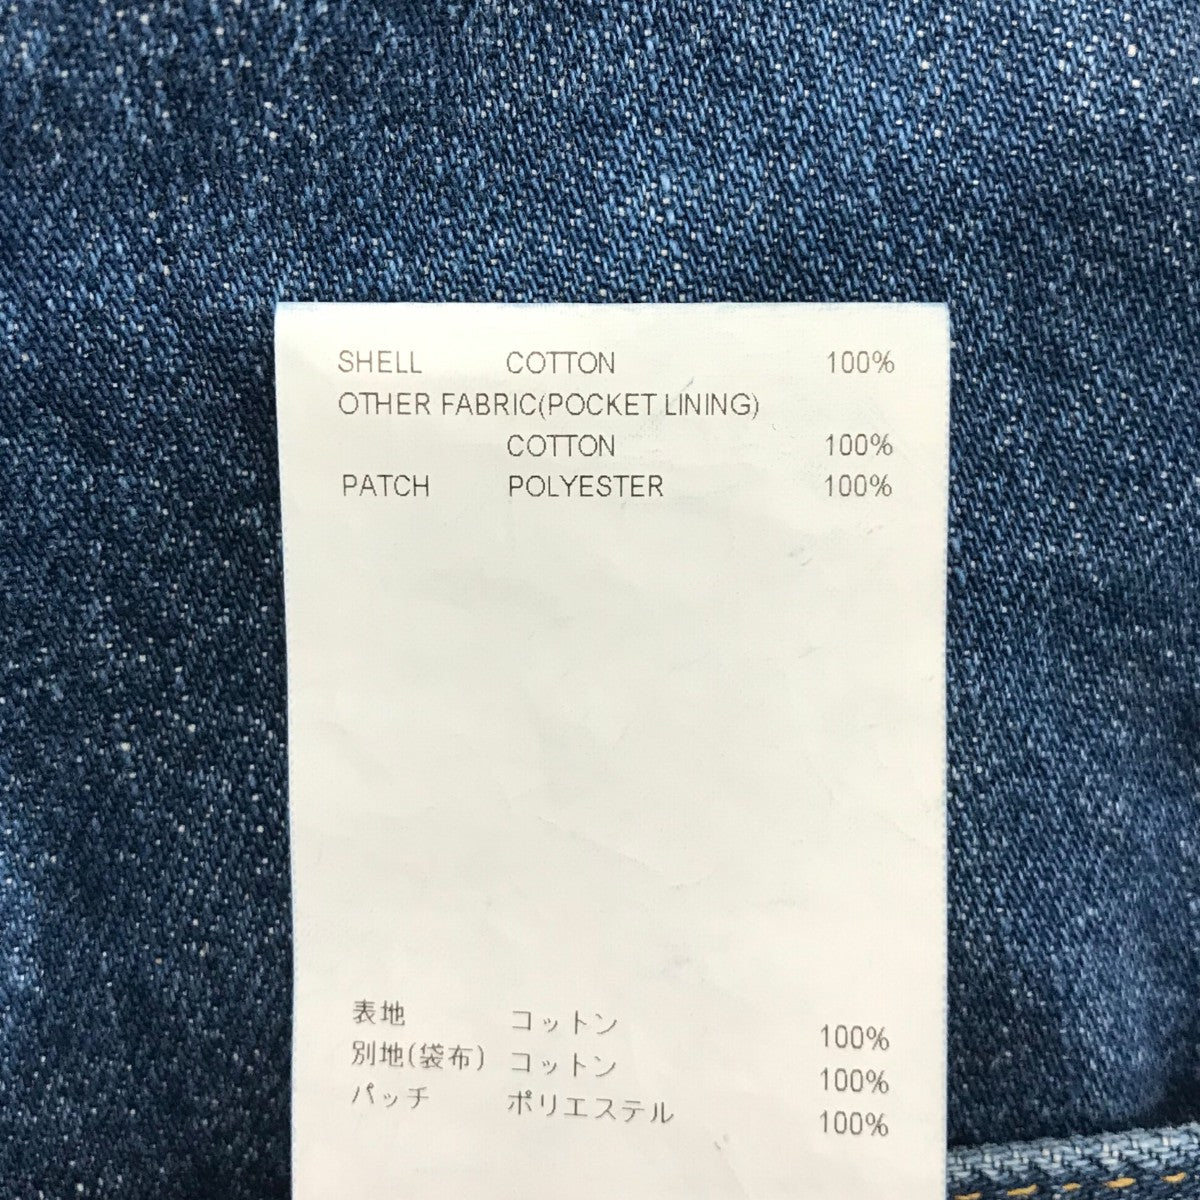 SHELL COTTON 100%
OTHER FABRIC(POCKET LINING)
COTTON 100%
PATCH POLYESTER 100%
表地 コットン 100%
別地(袋布) コットン 100%
パッチ ポリエステル 100%